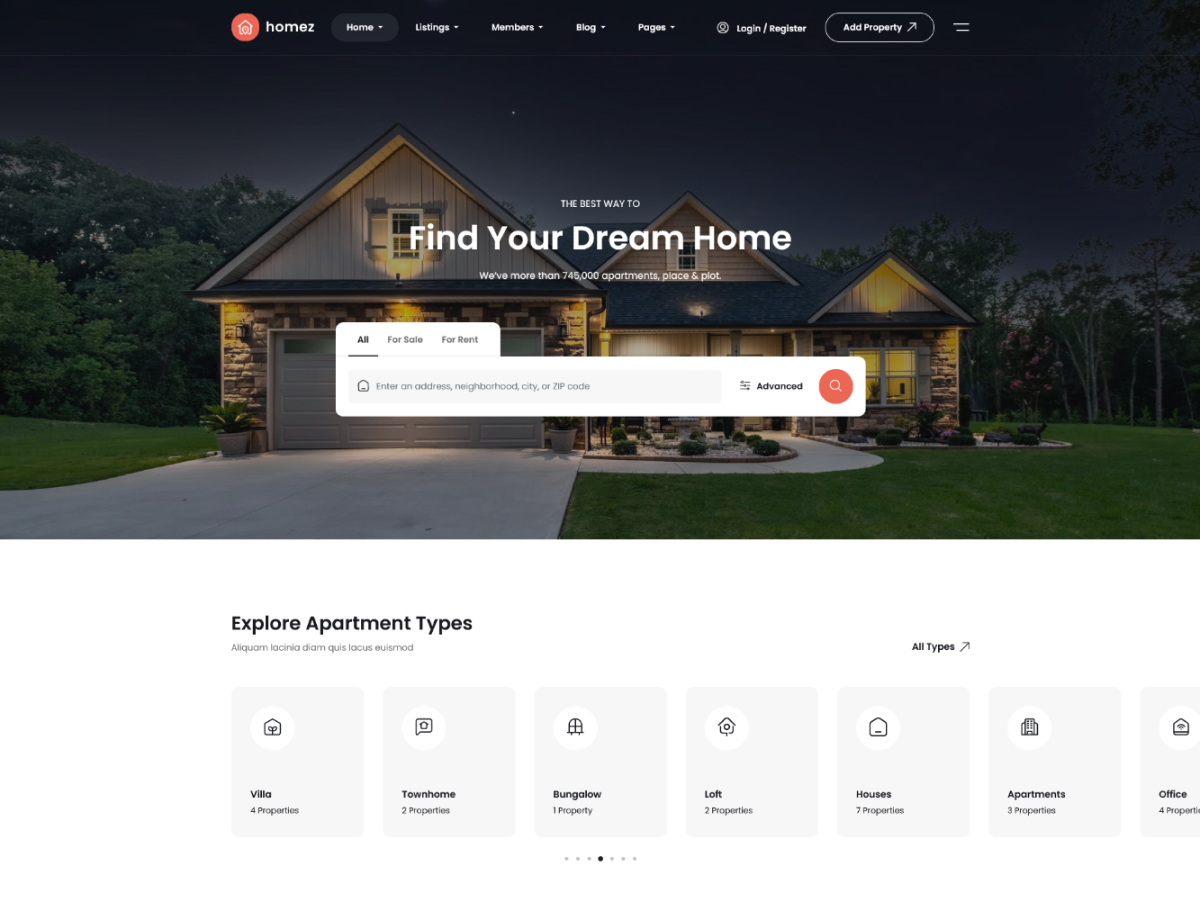 homez
Home
Listings
Members
Blog
Pages
Login / Register
Add Property
THE BEST WAY TO
Find Your Dream Home
We've more than 745,000 apartments, place & plot.
All
For Sale
For Rent
Enter an address, neighborhood, city, or ZIP code
Advanced
Explore Apartment Types
Aliquam lacinia diam quis lacus euismod
All Types
Villa
4 Properties
Townhome
2 Properties
Bungalow
1 Property
Loft
2 Properties
Houses
7 Properties
Apartments
3 Properties
Office
4 Properti